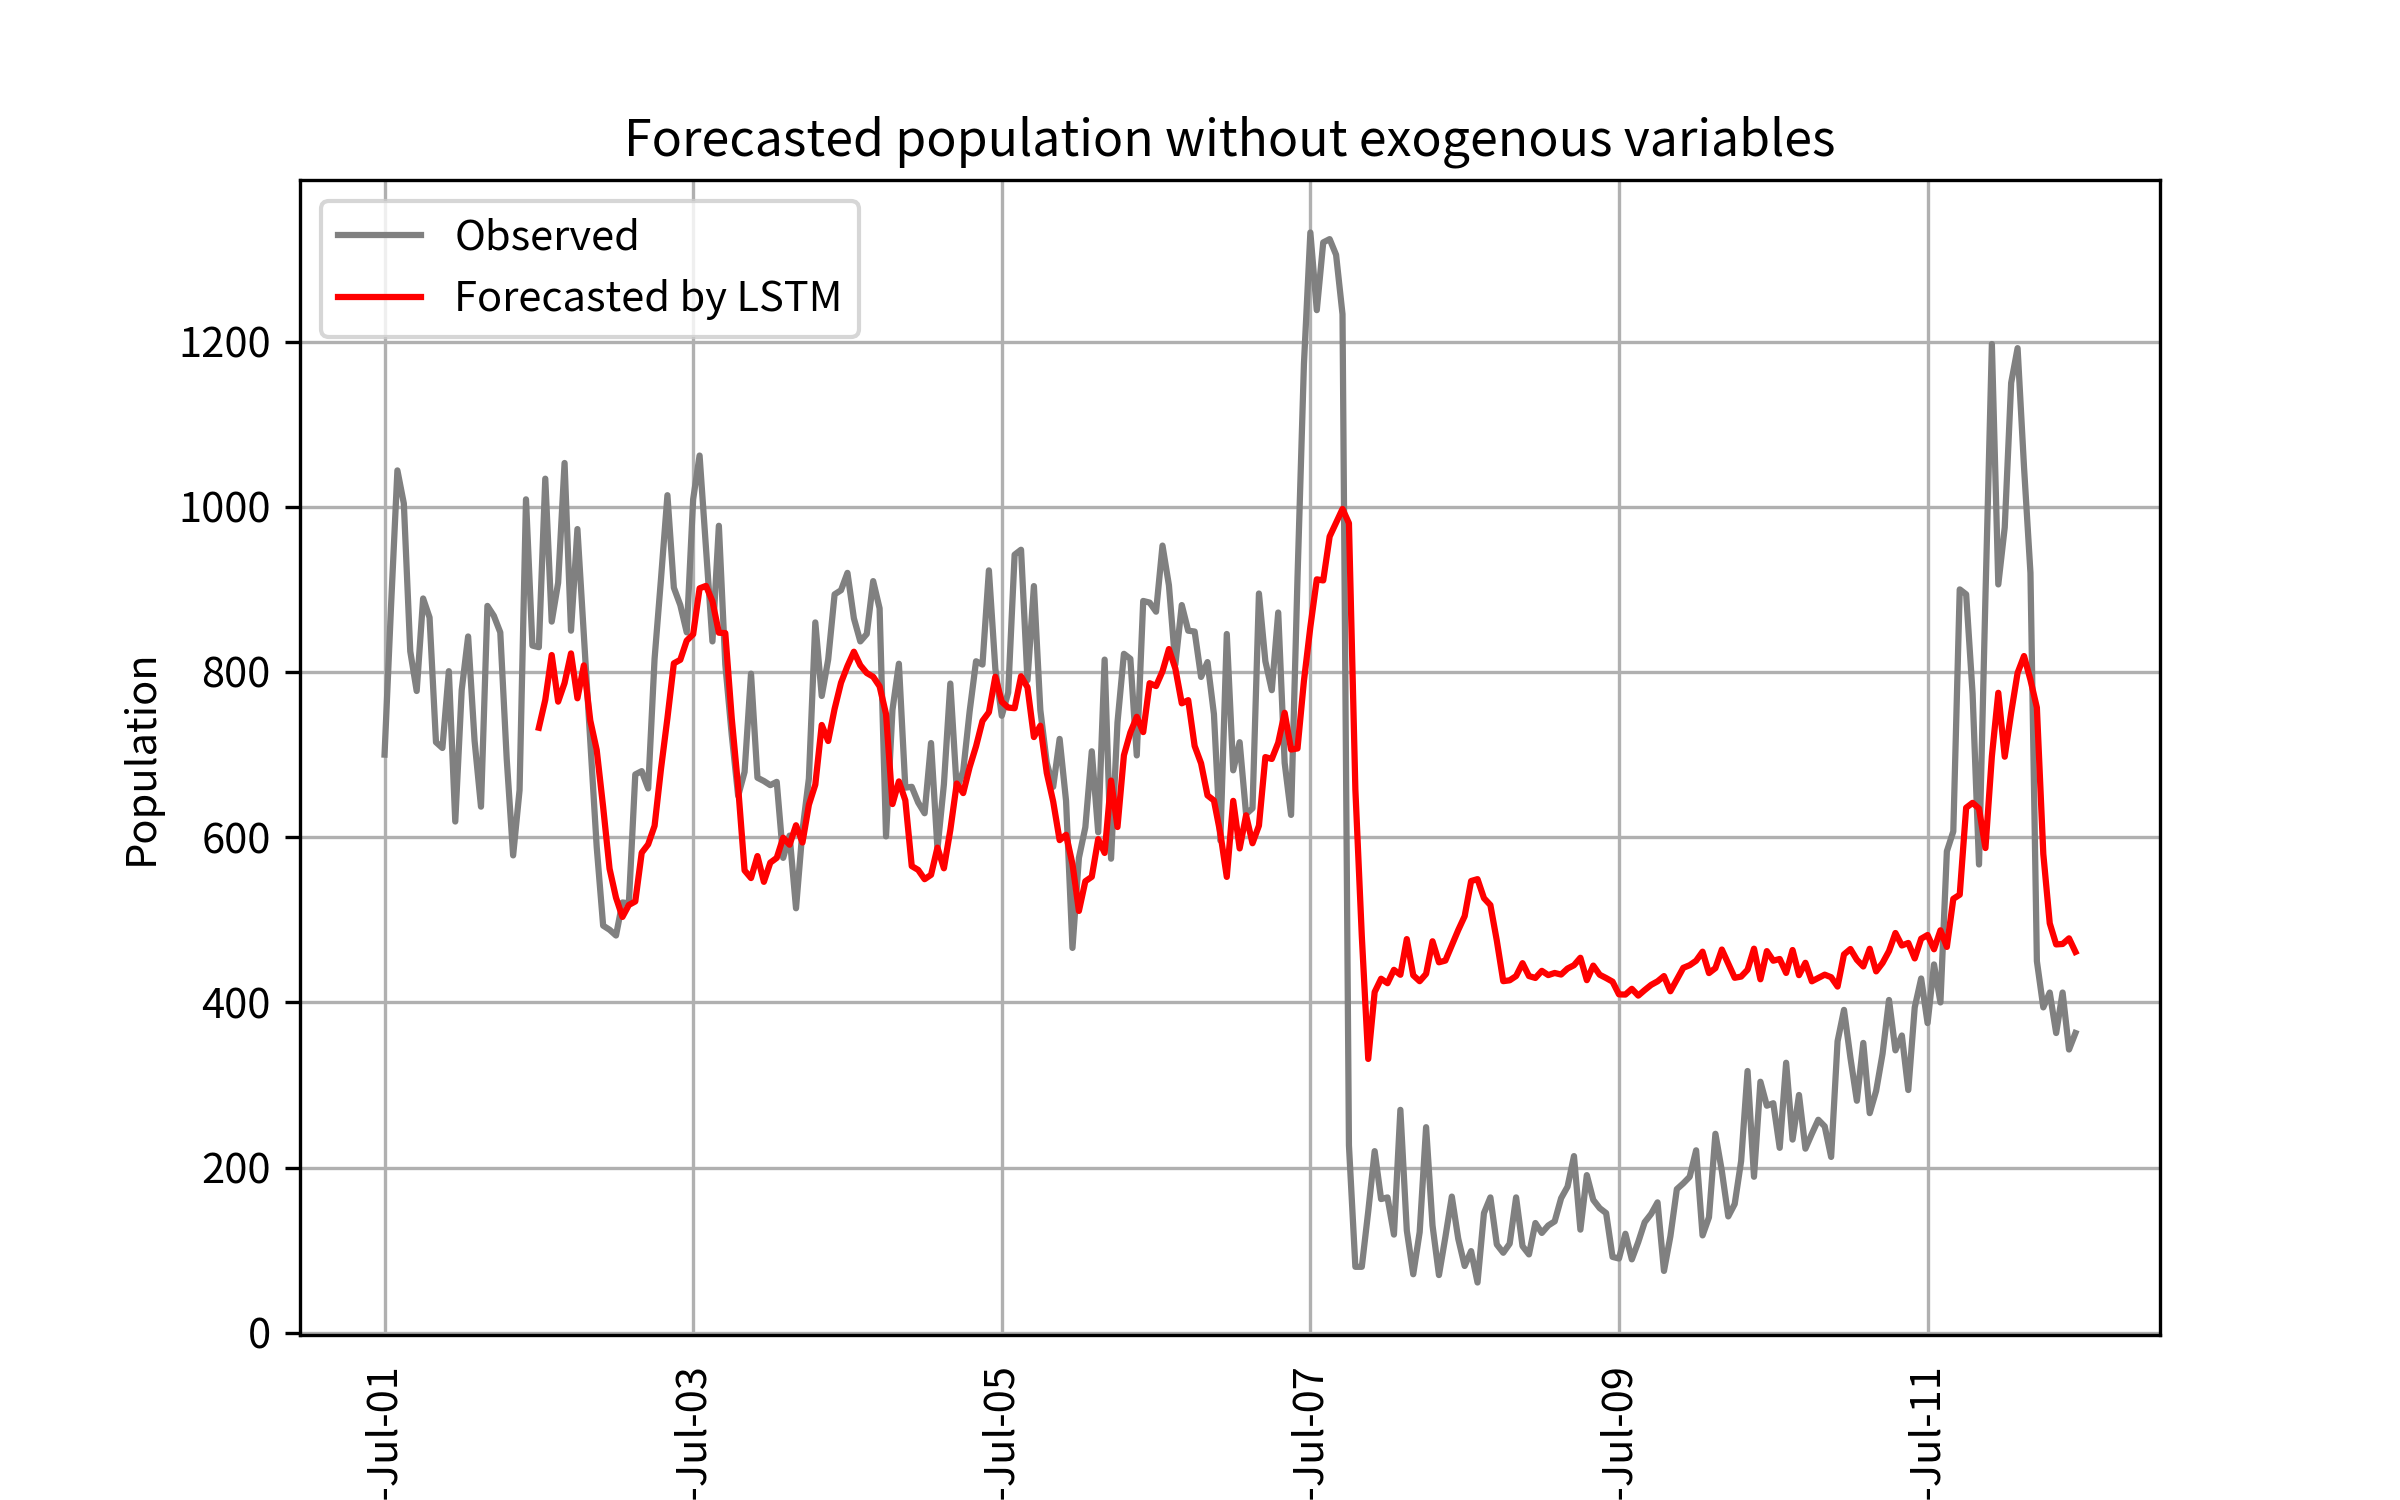 Forecasted population without exogenous variables
Observed
Forecasted by LSTM
Population
1200
1000
800
600
400
200
0
-Jul-01
-Jul-03
-Jul-05
-Jul-07
-Jul-09
-Jul-11